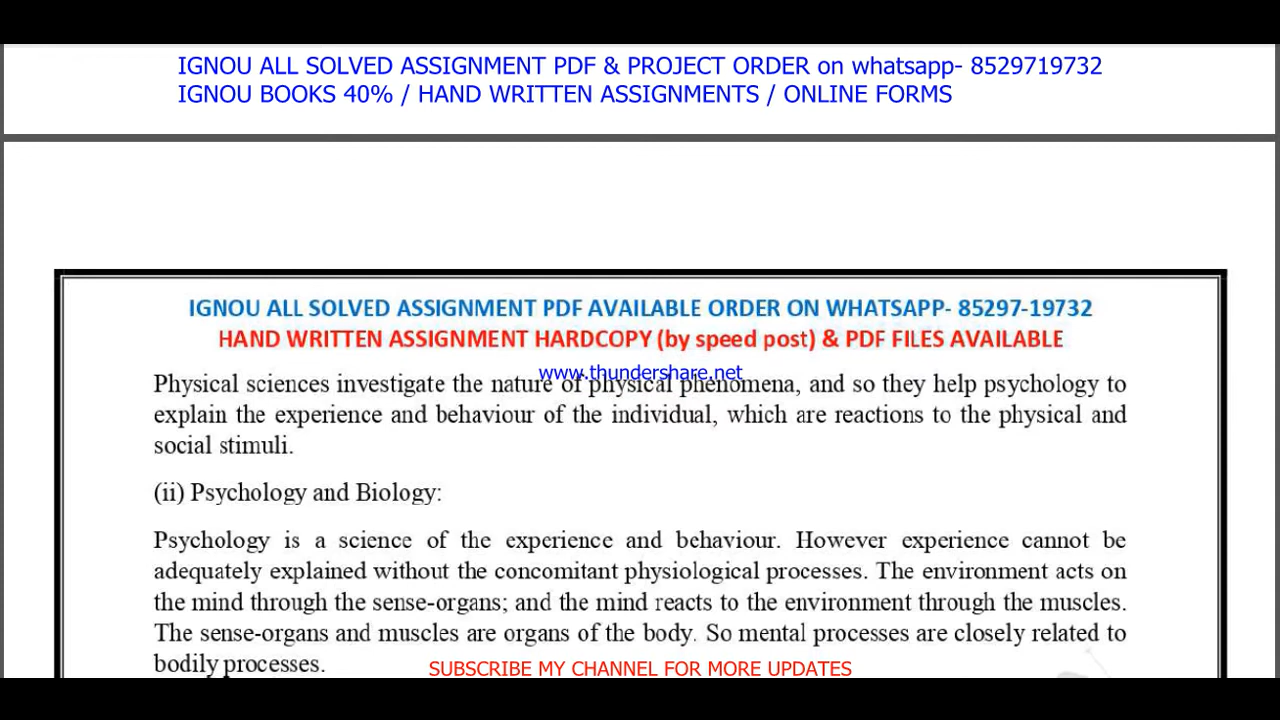 IGNOU ALL SOLVED ASSIGNMENT PDF & PROJECT ORDER on whatsapp- 8529719732
IGNOU BOOKS 40% / HAND WRITTEN ASSIGNMENTS / ONLINE FORMS
IGNOU ALL SOLVED ASSIGNMENT PDF AVAILABLE ORDER ON WHATSAPP- 85297-19732
HAND WRITTEN ASSIGNMENT HARDCOPY (by speed post) & PDF FILES AVAILABLE
www.thundershare.net
Physical sciences investigate the nature of physical phenomena, and so they help psychology to
explain the experience and behaviour of the individual, which are reactions to the physical and
social stimuli.
(ii) Psychology and Biology:
Psychology is a science of the experience and behaviour. However experience cannot be
adequately explained without the concomitant physiological processes. The environment acts on
the mind through the sense-organs; and the mind reacts to the environment through the muscles.
The sense-organs and muscles are organs of the body. So mental processes are closely related to
bodily processes.
SUBSCRIBE MY CHANNEL FOR MORE UPDATES